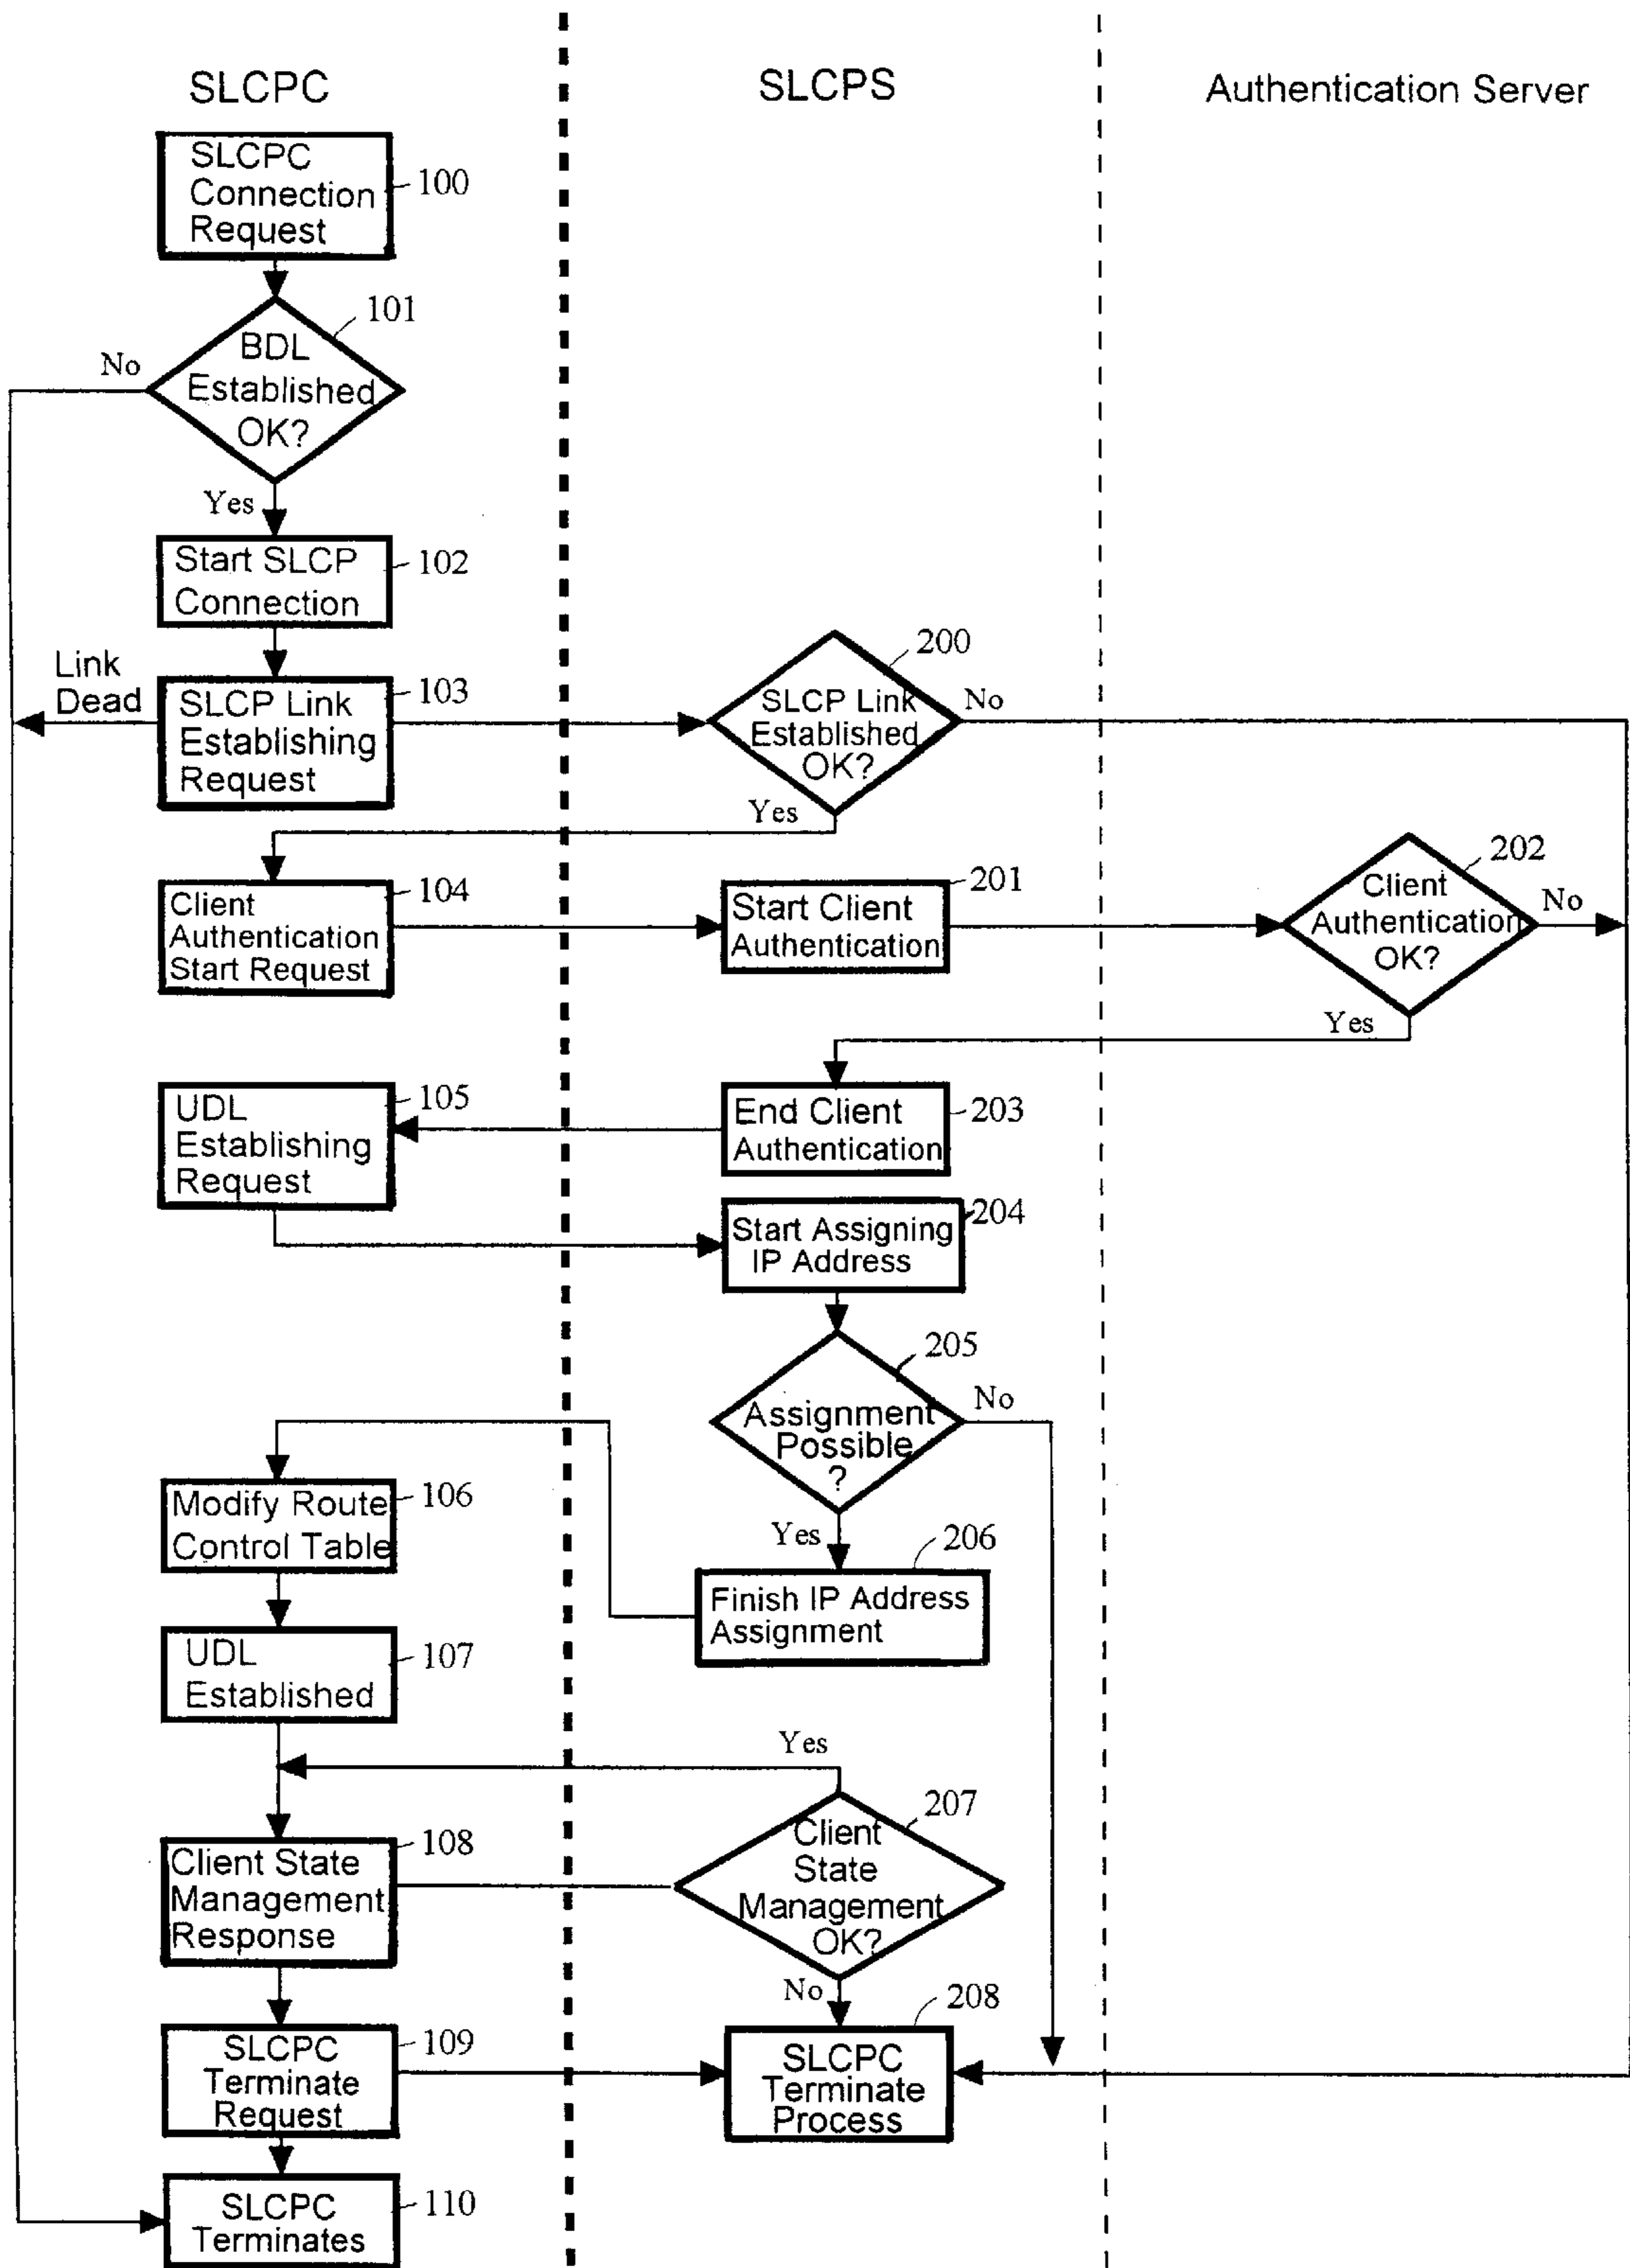 SLCPC
SLCPS
Authentication Server
SLCPC
Connection
Request
100
101
BDL
Established
OK?
No
Yes
Start SLCP
Connection
102
Link
Dead
SLCP Link
Establishing
Request
103
200
SLCP Link
Established
OK?
No
Yes
Client
Authentication
Start Request
104
Start Client
Authentication
201
202
Client
Authentication
OK?
No
Yes
UDL
Establishing
Request
105
End Client
Authentication
203
Start Assigning
IP Address
204
205
Assignment
Possible
?
No
Yes
Modify Route
Control Table
106
206
Finish IP Address
Assignment
UDL
Established
107
Yes
207
Client
State
Management
OK?
No
Client State
Management
Response
108
SLCPC
Terminate
Request
109
208
SLCPC
Terminate
Process
SLCPC
Terminates
110